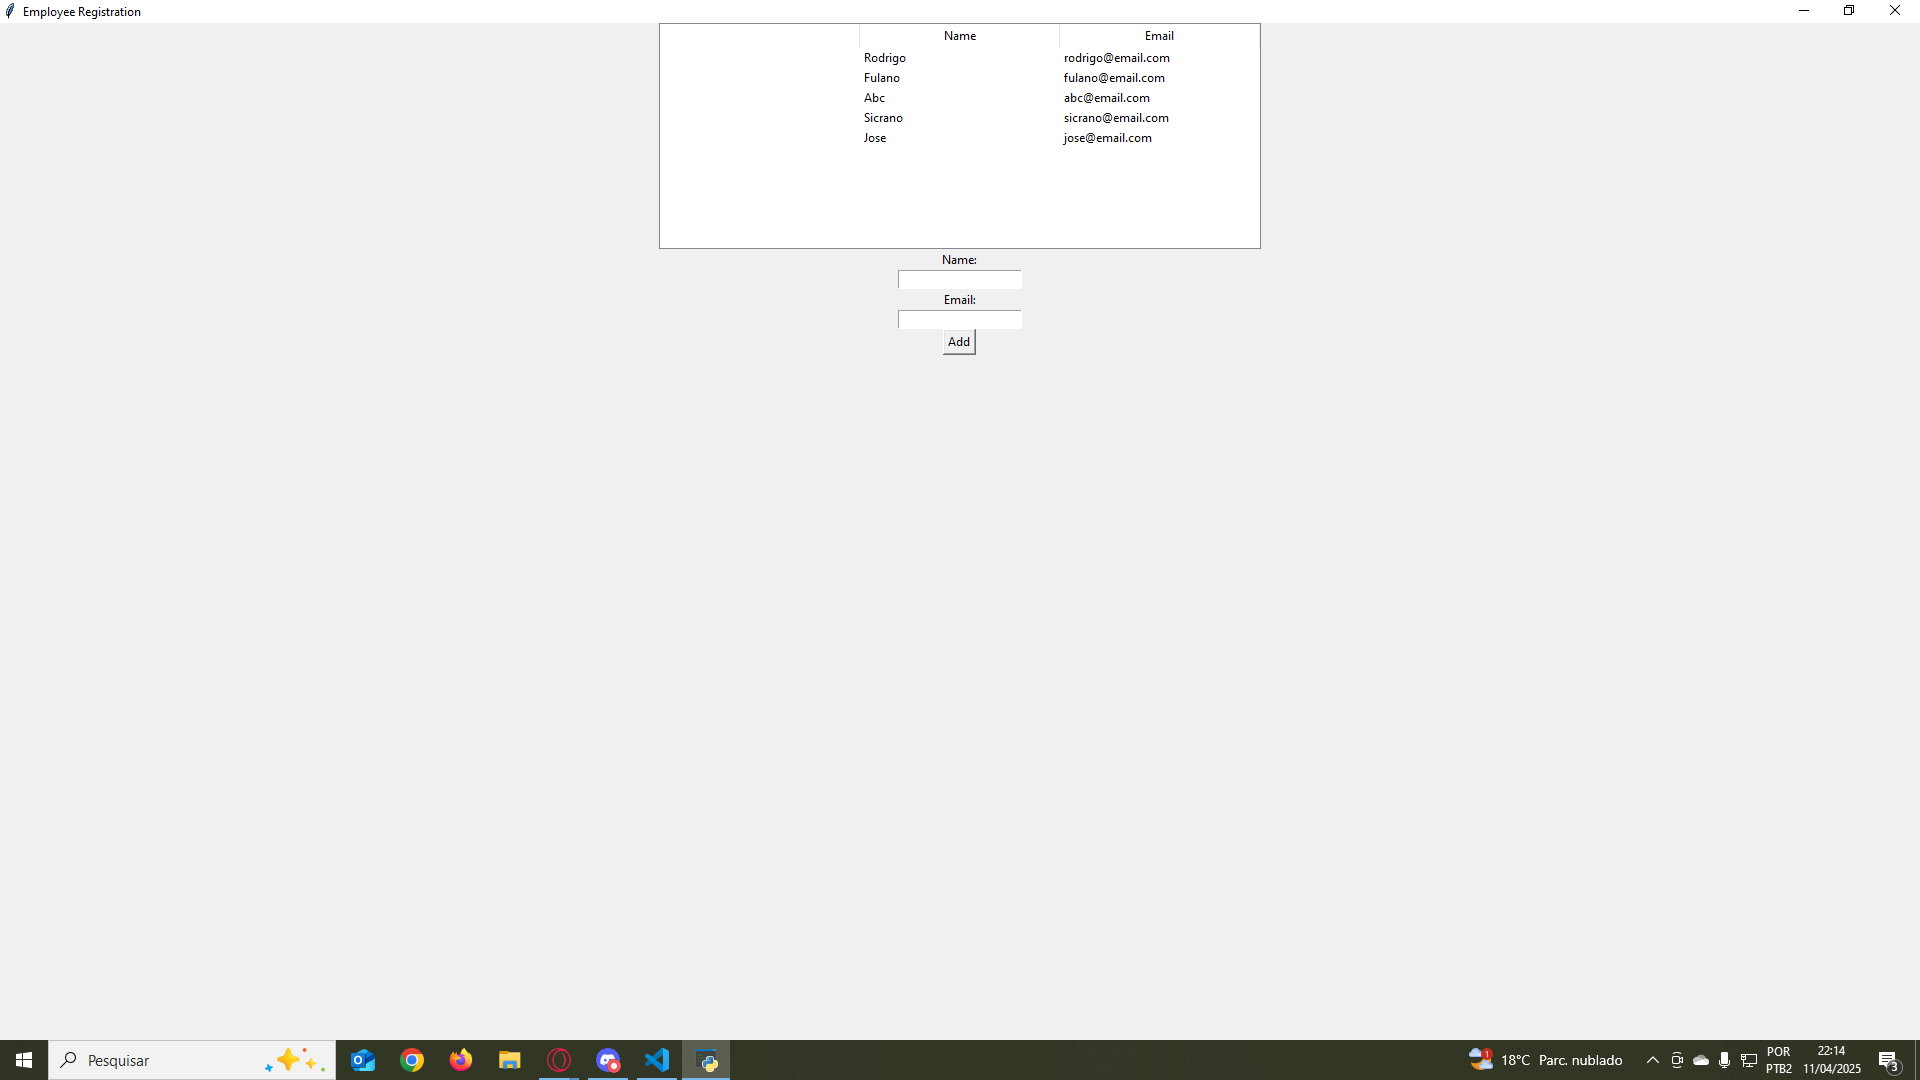 Employee Registration
Name Email
Rodrigo rodrigo@email.com
Fulano fulano@email.com
Abc abc@email.com
Sicrano sicrano@email.com
Jose jose@email.com
Name:
Email:
Add
Pesquisar
1
18°C Parc. nublado
POR
PTB2
22:14
11/04/2025
3